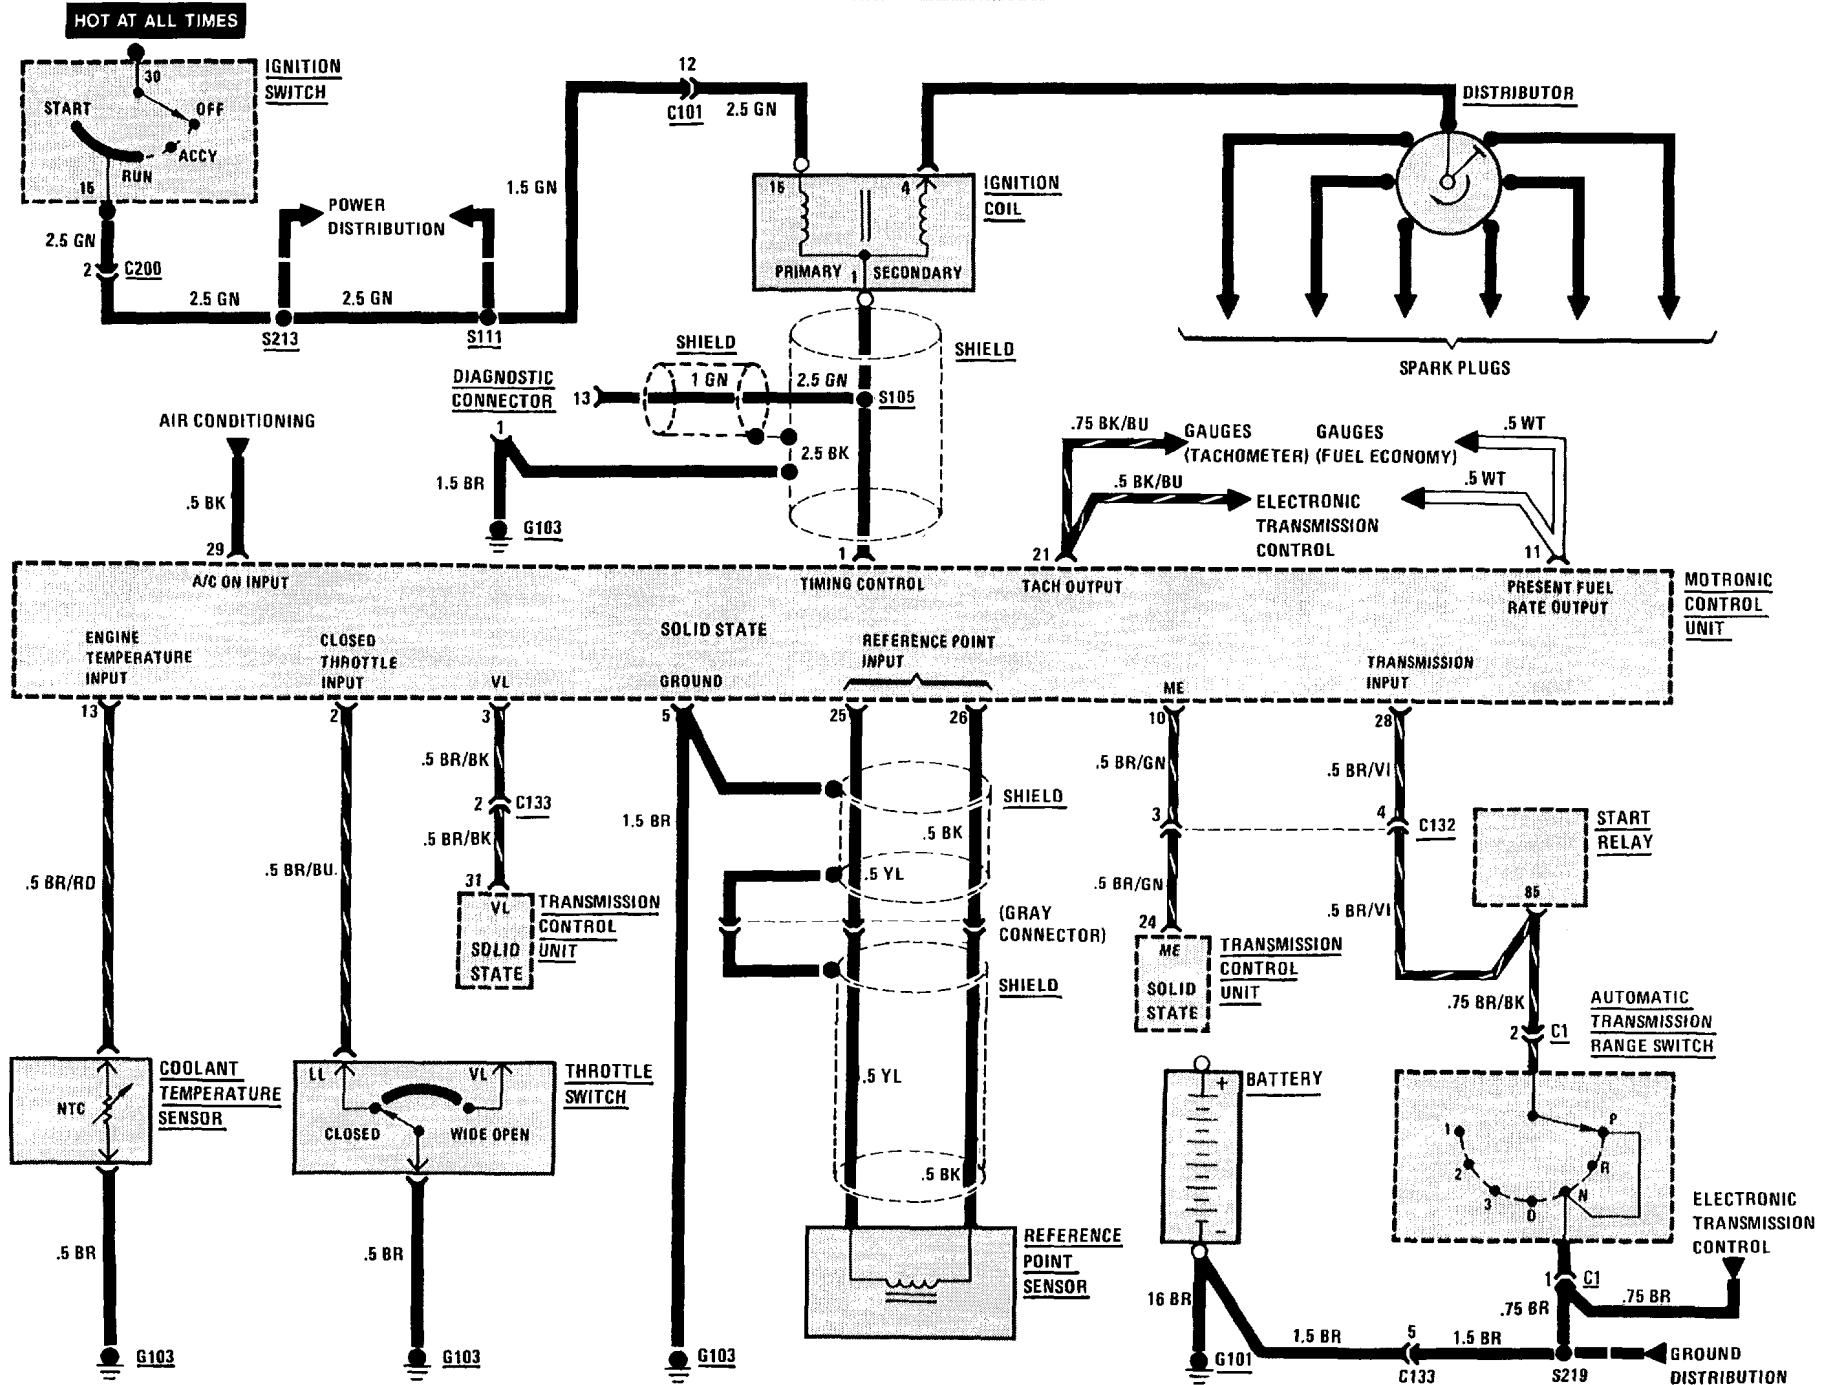 HOT AT ALL TIMES
IGNITION
SWITCH
30
START
OFF
ACCY
RUN
15
2.5 GN
2
C200
2.5 GN
2.5 GN
S213
S111
POWER
DISTRIBUTION
1.5 GN
12
C101
2.5 GN
15
4
IGNITION
COIL
PRIMARY
1
SECONDARY
DISTRIBUTOR
SPARK PLUGS
SHIELD
SHIELD
DIAGNOSTIC
CONNECTOR
13
1 GN
2.5 GN
S105
1
2.5 BK
1.5 BR
G103
AIR CONDITIONING
.5 BK
29
1
.75 BK/BU
GAUGES
(TACHOMETER)
GAUGES
(FUEL ECONOMY)
.5 WT
.5 BK/BU
ELECTRONIC
TRANSMISSION
CONTROL
.5 WT
21
11
A/C ON INPUT
TIMING CONTROL
TACH OUTPUT
PRESENT FUEL
RATE OUTPUT
MOTRONIC
CONTROL
UNIT
ENGINE
TEMPERATURE
INPUT
CLOSED
THROTTLE
INPUT
VL
SOLID STATE
GROUND
REFERENCE POINT
INPUT
ME
TRANSMISSION
INPUT
13
2
3
5
25
26
10
28
.5 BR/RD
.5 BR/BU
.5 BR/BK
2
C133
.5 BR/BK
31
VL
SOLID
STATE
TRANSMISSION
CONTROL
UNIT
1.5 BR
SHIELD
.5 BK
.5 YL
(GRAY
CONNECTOR)
SHIELD
.5 YL
.5 BK
.5 BR/GN
3
.5 BR/GN
24
ME
SOLID
STATE
TRANSMISSION
CONTROL
UNIT
.5 BR/VI
4
C132
.5 BR/VI
START
RELAY
85
.75 BR/BK
2
C1
AUTOMATIC
TRANSMISSION
RANGE SWITCH
COOLANT
TEMPERATURE
SENSOR
NTC
LL
VL
CLOSED
WIDE OPEN
THROTTLE
SWITCH
+
BATTERY
-
P
R
N
D
3
2
1
.5 BR
G103
.5 BR
G103
G103
REFERENCE
POINT
SENSOR
16 BR
G101
1.5 BR
5
C133
1.5 BR
1
C1
.75 BR
.75 BR
S219
ELECTRONIC
TRANSMISSION
CONTROL
GROUND
DISTRIBUTION